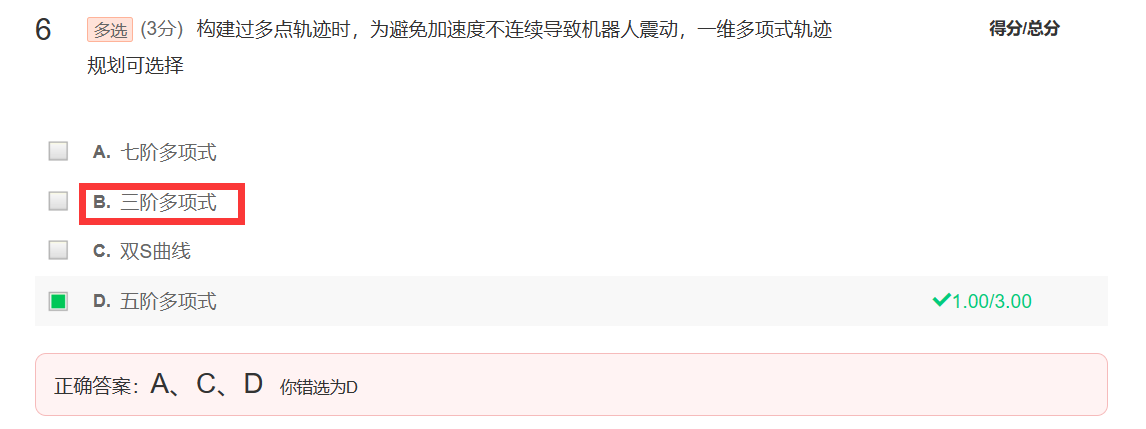 6 多选 (3分) 构建过多点轨迹时，为避免加速度不连续导致机器人震动，一维多项式轨迹 得分/总分
规划可选择
A. 七阶多项式
B. 三阶多项式
C. 双S曲线
D. 五阶多项式 1.00/3.00
正确答案：A、C、D 你错选为D